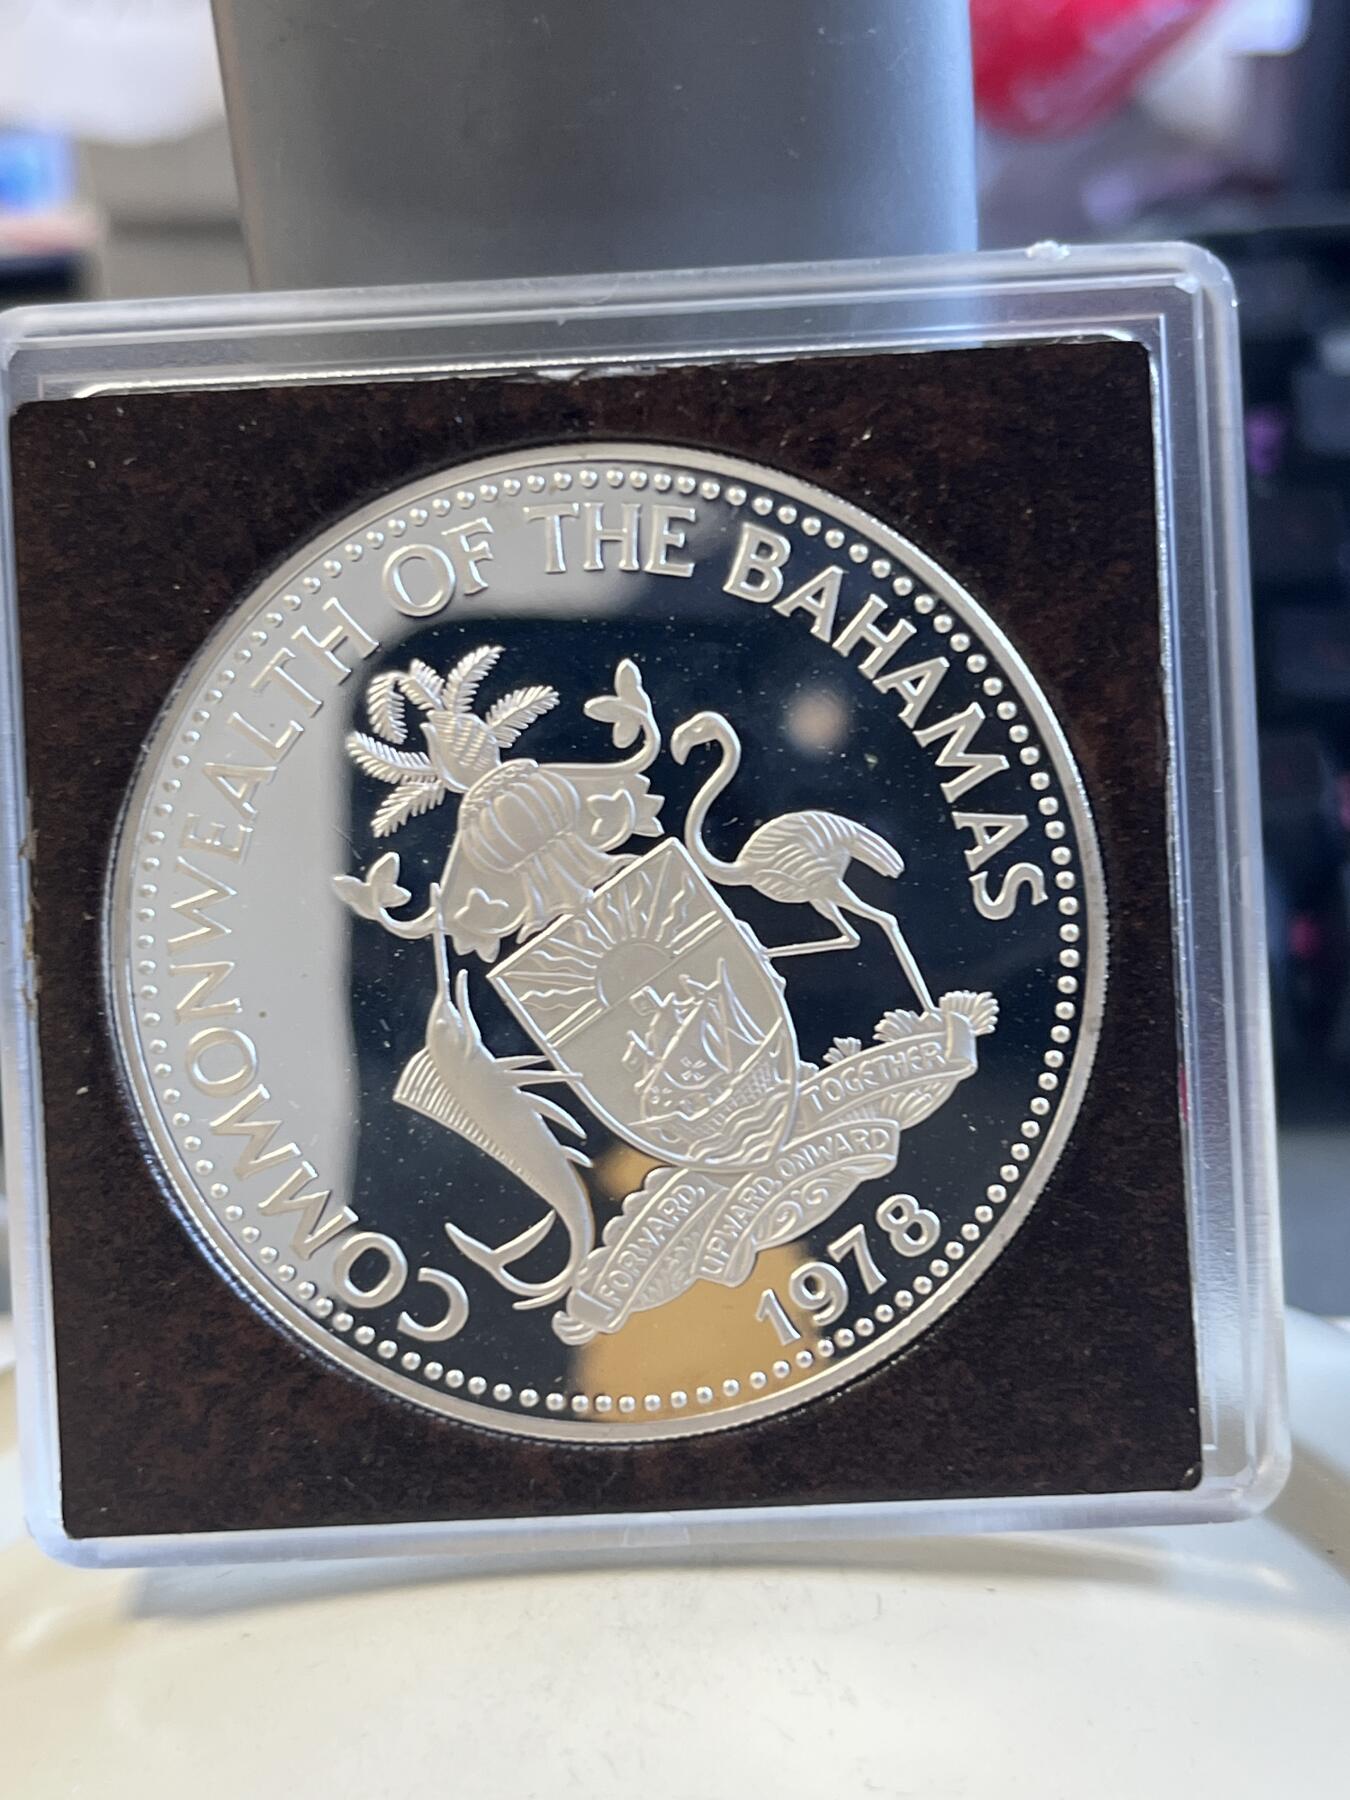 COMMONWEALTH OF THE BAHAMAS
FORWARD,
UPWARD, ONWARD
TOGETHER
1978